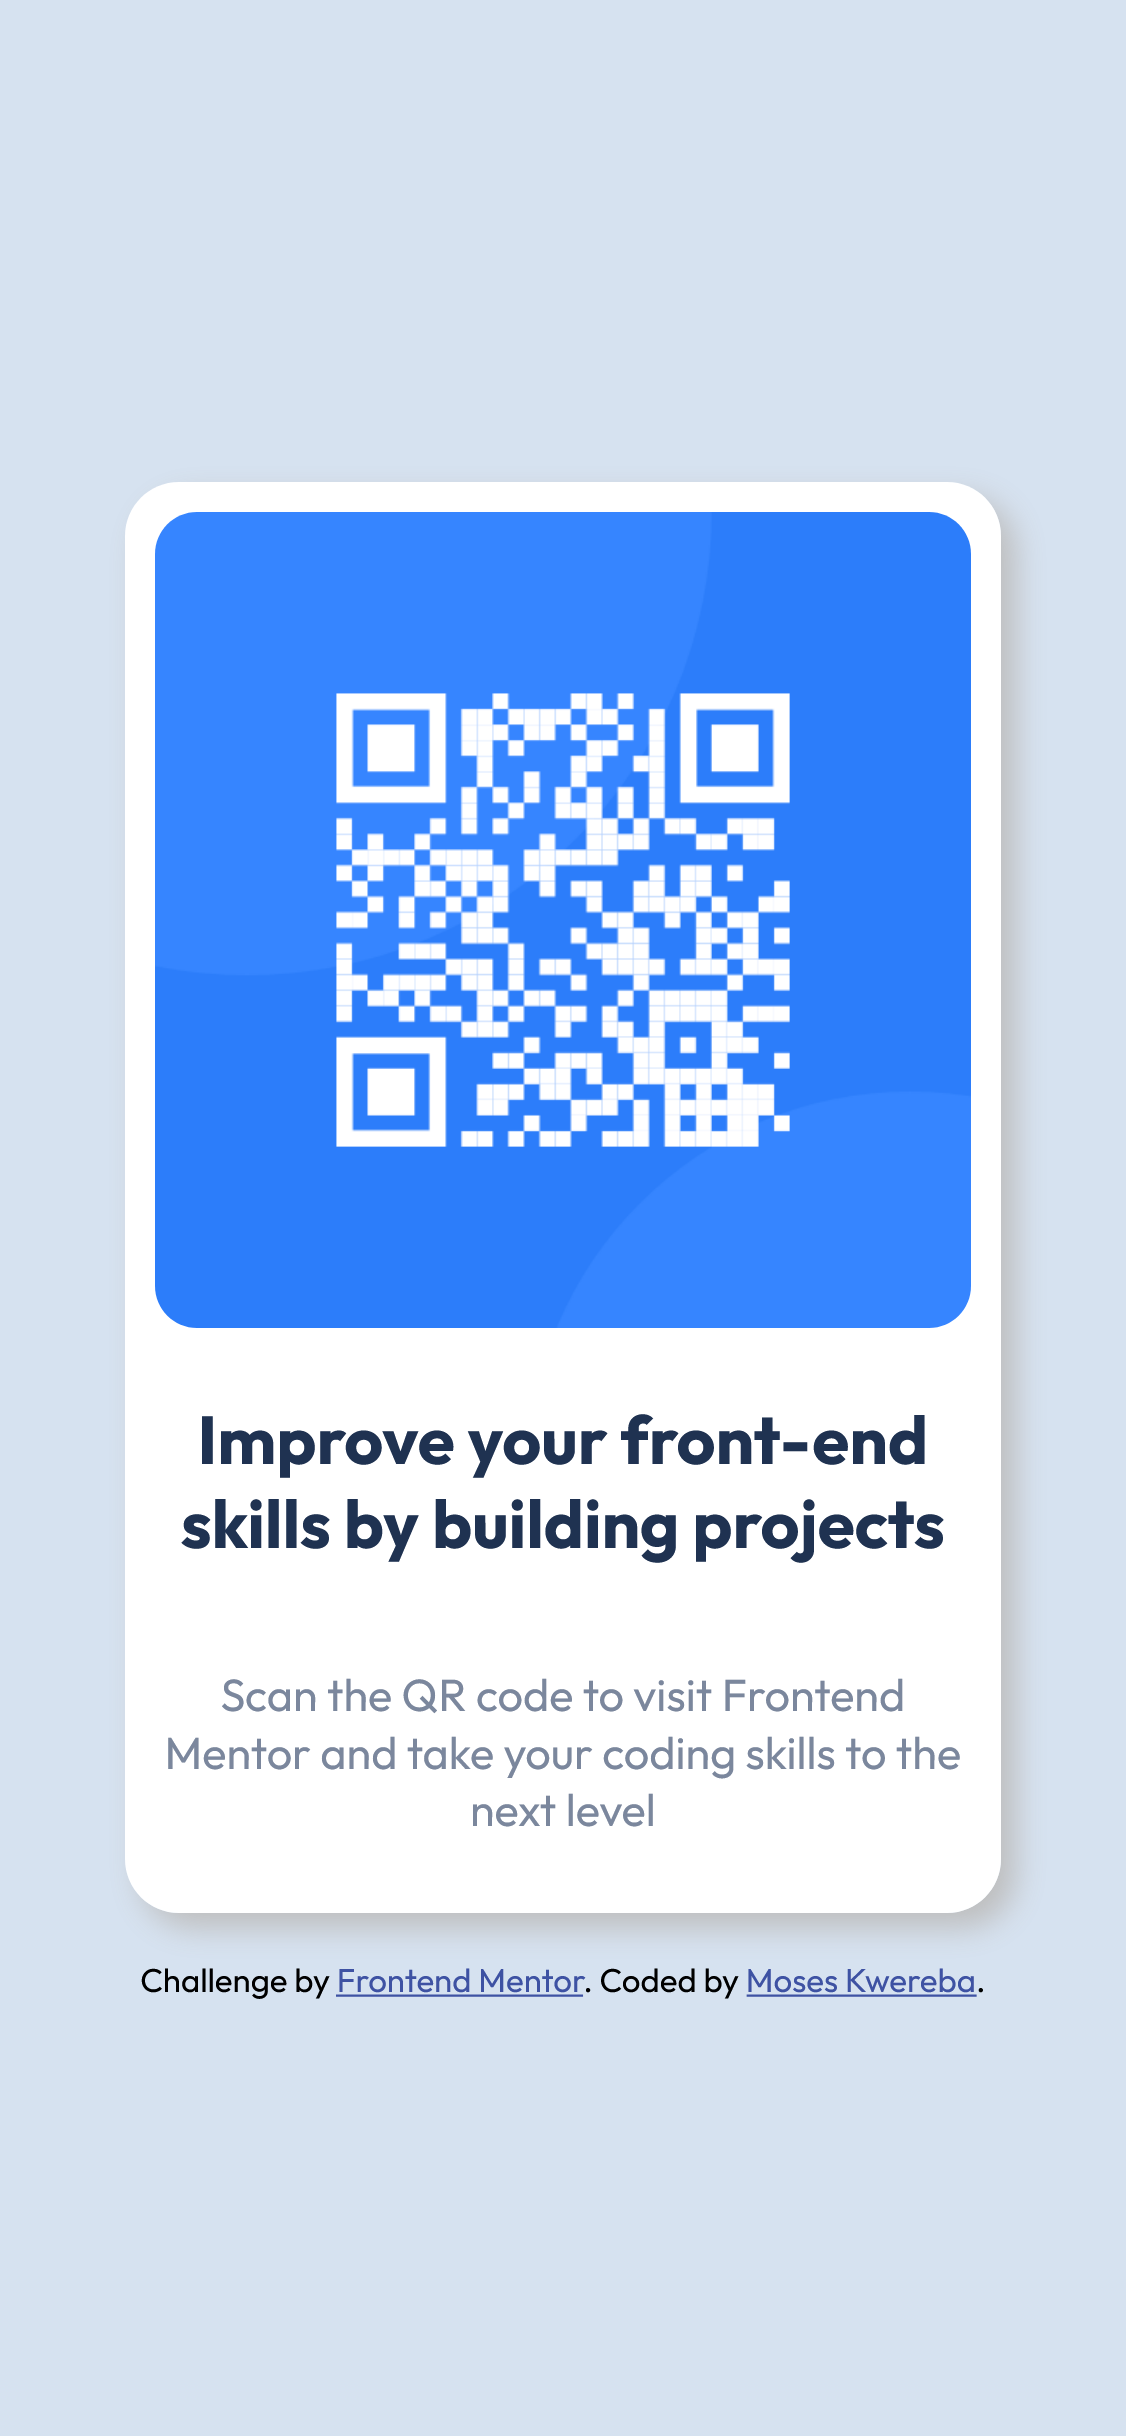 Improve your front-end
skills by building projects
Scan the QR code to visit Frontend
Mentor and take your coding skills to the
next level
Challenge by Frontend Mentor. Coded by Moses Kwereba.